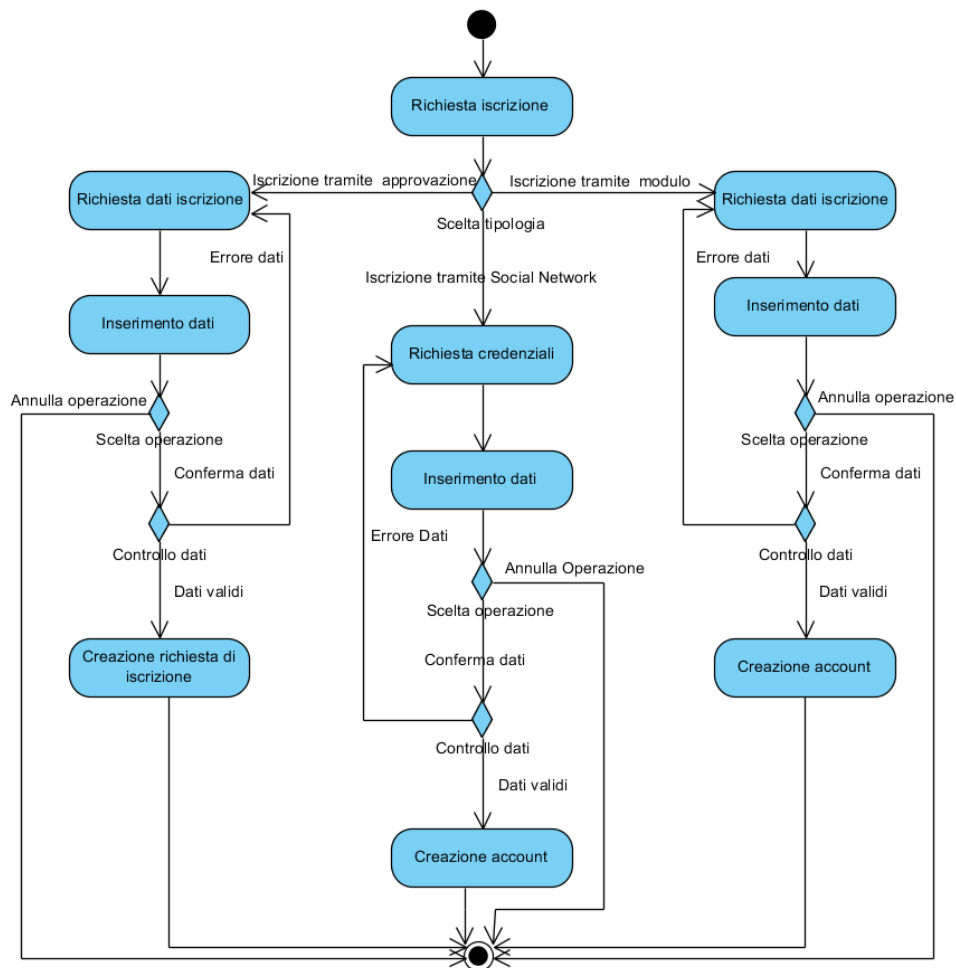 Richiesta iscrizione
Iscrizione tramite approvazione
Iscrizione tramite modulo
Richiesta dati iscrizione
Richiesta dati iscrizione
Scelta tipologia
Errore dati
Errore dati
Iscrizione tramite Social Network
Inserimento dati
Inserimento dati
Richiesta credenziali
Annulla operazione
Annulla operazione
Scelta operazione
Scelta operazione
Conferma dati
Conferma dati
Inserimento dati
Errore Dati
Controllo dati
Controllo dati
Annulla Operazione
Dati validi
Dati validi
Scelta operazione
Creazione richiesta di
iscrizione
Conferma dati
Creazione account
Controllo dati
Dati validi
Creazione account